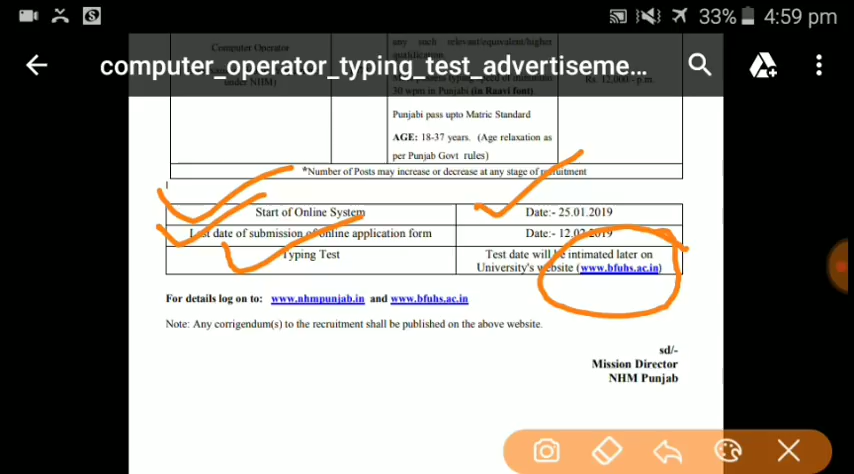 33% 4:59 pm
any such relevant/equivalent/higher
Computer Operator
qualification
computer_operator_typing_test_advertiseme...
under NHM)
Rs. 12,000 - p.m.
30 wpm in Punjabi (in Raavi font)
Punjabi pass upto Matric Standard
AGE: 18-37 years. (Age relaxation as
per Punjab Govt rules)
*Number of Posts may increase or decrease at any stage of recruitment
Start of Online System Date:- 25.01.2019
Last date of submission of online application form Date:- 12.02.2019
Typing Test Test date will be intimated later on
University's website (www.bfuhs.ac.in)
For details log on to: www.nhmpunjab.in and www.bfuhs.ac.in
Note: Any corrigendum(s) to the recruitment shall be published on the above website.
sd/-
Mission Director
NHM Punjab